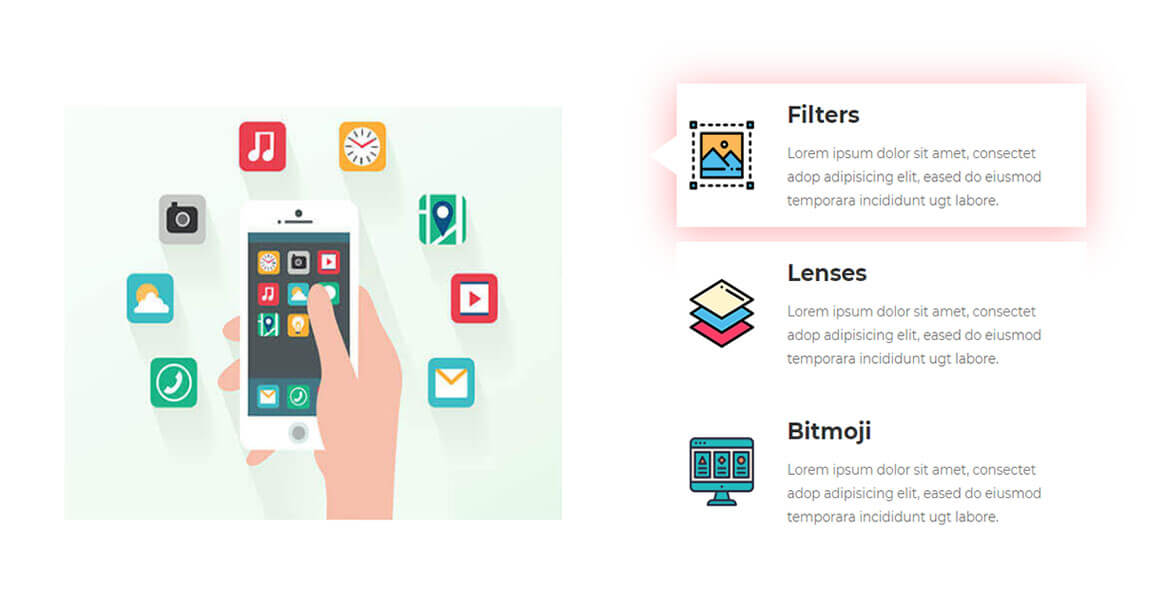 Filters
Lorem ipsum dolor sit amet, consectet
adop adipisicing elit, eased do eiusmod
temporara incididunt ugt labore.
Lenses
Lorem ipsum dolor sit amet, consectet
adop adipisicing elit, eased do eiusmod
temporara incididunt ugt labore.
Bitmoji
Lorem ipsum dolor sit amet, consectet
adop adipisicing elit, eased do eiusmod
temporara incididunt ugt labore.